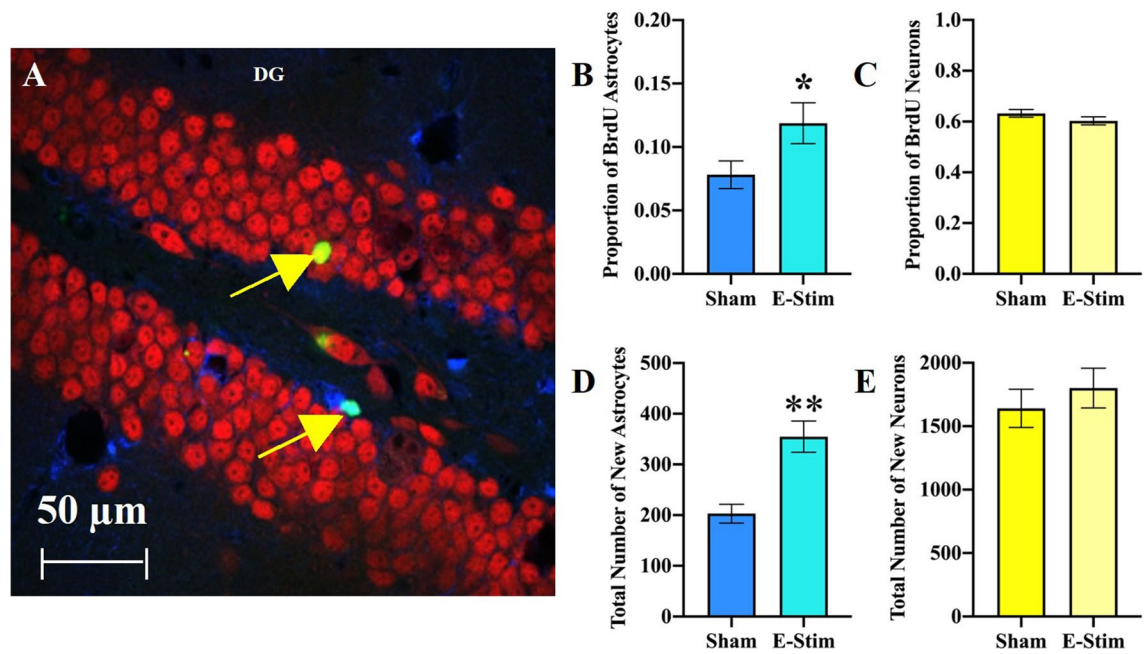 A
DG
50 µm
B
Proportion of BrdU Astrocytes
0.20
0.15
0.10
0.05
0.00
*
Sham E-Stim
C
Proportion of BrdU Neurons
1.0
0.8
0.6
0.4
0.2
0.0
Sham E-Stim
D
Total Number of New Astrocytes
500
400
300
200
100
0
**
Sham E-Stim
E
Total Number of New Neurons
2000
1500
1000
500
0
Sham E-Stim